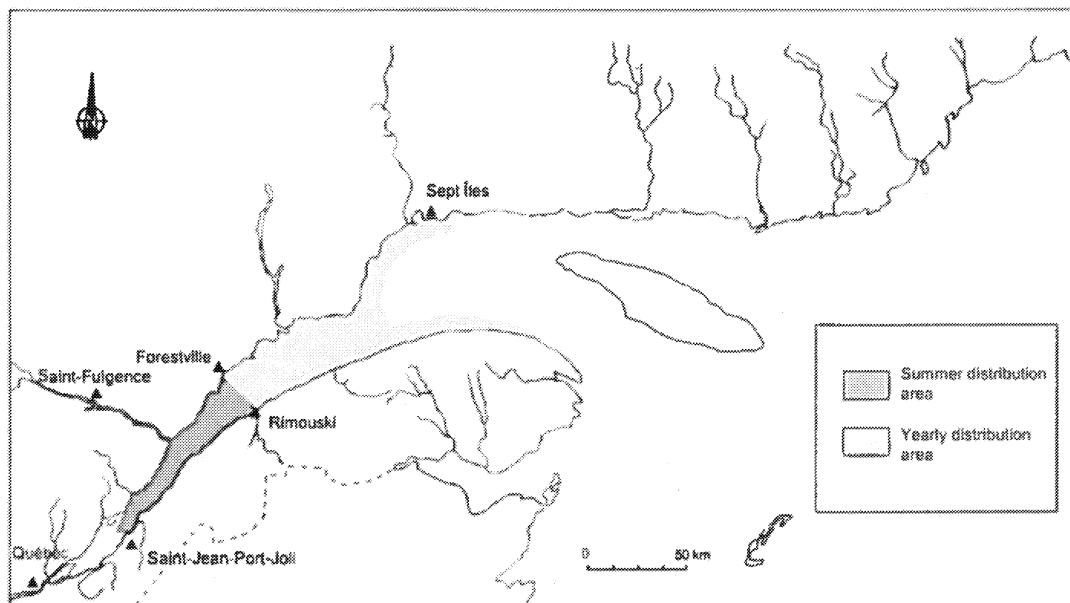 Sept Îles
Forestville
Saint-Fulgence
Rimouski
Summer distribution
area
Yearly distribution
area
Québec
Saint-Jean-Port-Joli
0 50 km